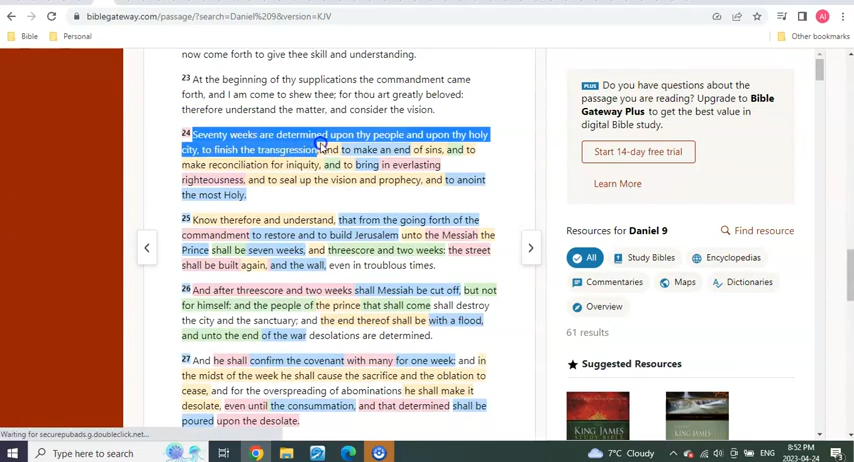 biblegateway.com/passage/?search=Daniel%209&version=KJV
Bible
Personal
Other bookmarks
now come forth to give thee skill and understanding.
23 At the beginning of thy supplications the commandment came
forth, and I am come to shew thee; for thou art greatly beloved:
therefore understand the matter, and consider the vision.
24 Seventy weeks are determined upon thy people and upon thy holy
city, to finish the transgression, and to make an end of sins, and to
make reconciliation for iniquity, and to bring in everlasting
righteousness, and to seal up the vision and prophecy, and to anoint
the most Holy.
25 Know therefore and understand, that from the going forth of the
commandment to restore and to build Jerusalem unto the Messiah the
Prince shall be seven weeks, and threescore and two weeks: the street
shall be built again, and the wall, even in troublous times.
26 And after threescore and two weeks shall Messiah be cut off, but not
for himself: and the people of the prince that shall come shall destroy
the city and the sanctuary; and the end thereof shall be with a flood,
and unto the end of the war desolations are determined.
27 And he shall confirm the covenant with many for one week: and in
the midst of the week he shall cause the sacrifice and the oblation to
cease, and for the overspreading of abominations he shall make it
desolate, even until the consummation, and that determined shall be
poured upon the desolate.
PLUS Do you have questions about the
passage you are reading? Upgrade to Bible
Gateway Plus to get the best value in
digital Bible study.
Start 14-day free trial
Learn More
Resources for Daniel 9
Find resource
All
Study Bibles
Encyclopedias
Commentaries
Maps
Dictionaries
Overview
61 results
Suggested Resources
KING JAMES
KING JAMES
Waiting for securepubads.g.doubleclick.net...
Type here to search
7°C Cloudy
ENG
8:52 PM
2023-04-24